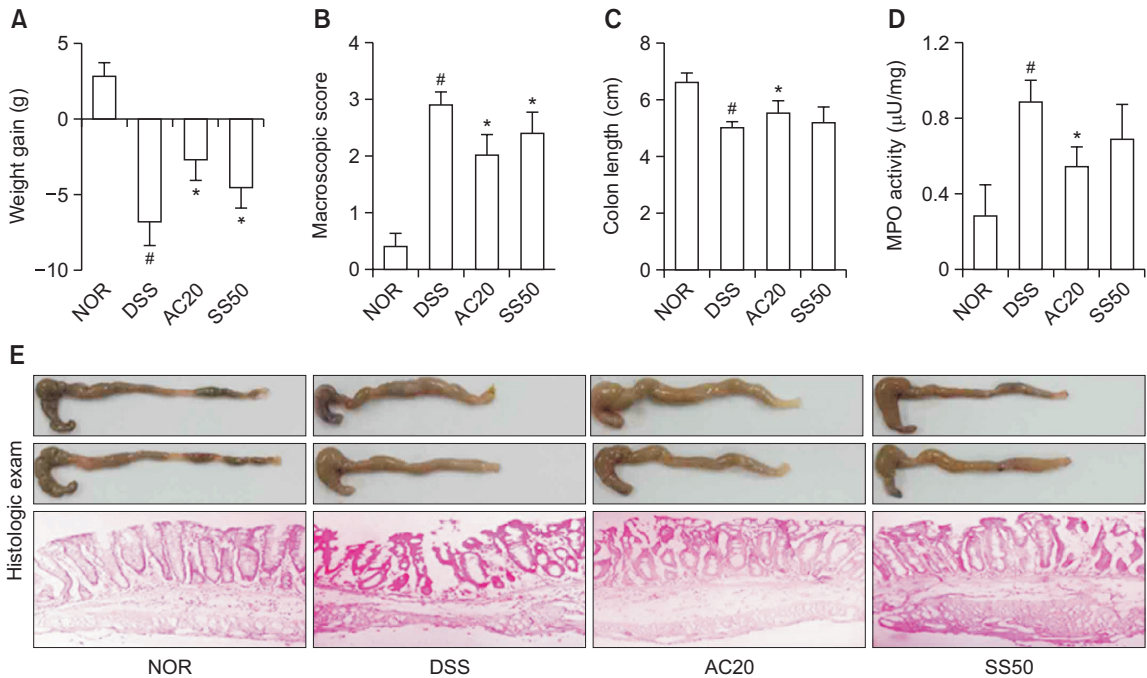 A
Weight gain (g)
5
0
−5
−10
#
*
*
NOR
DSS
AC20
SS50
B
Macroscopic score
4
3
2
1
0
#
*
*
NOR
DSS
AC20
SS50
C
Colon length (cm)
8
6
4
2
0
#
*
NOR
DSS
AC20
SS50
D
MPO activity (μU/mg)
1.2
0.8
0.4
0
#
*
NOR
DSS
AC20
SS50
E
Histologic exam
NOR
DSS
AC20
SS50